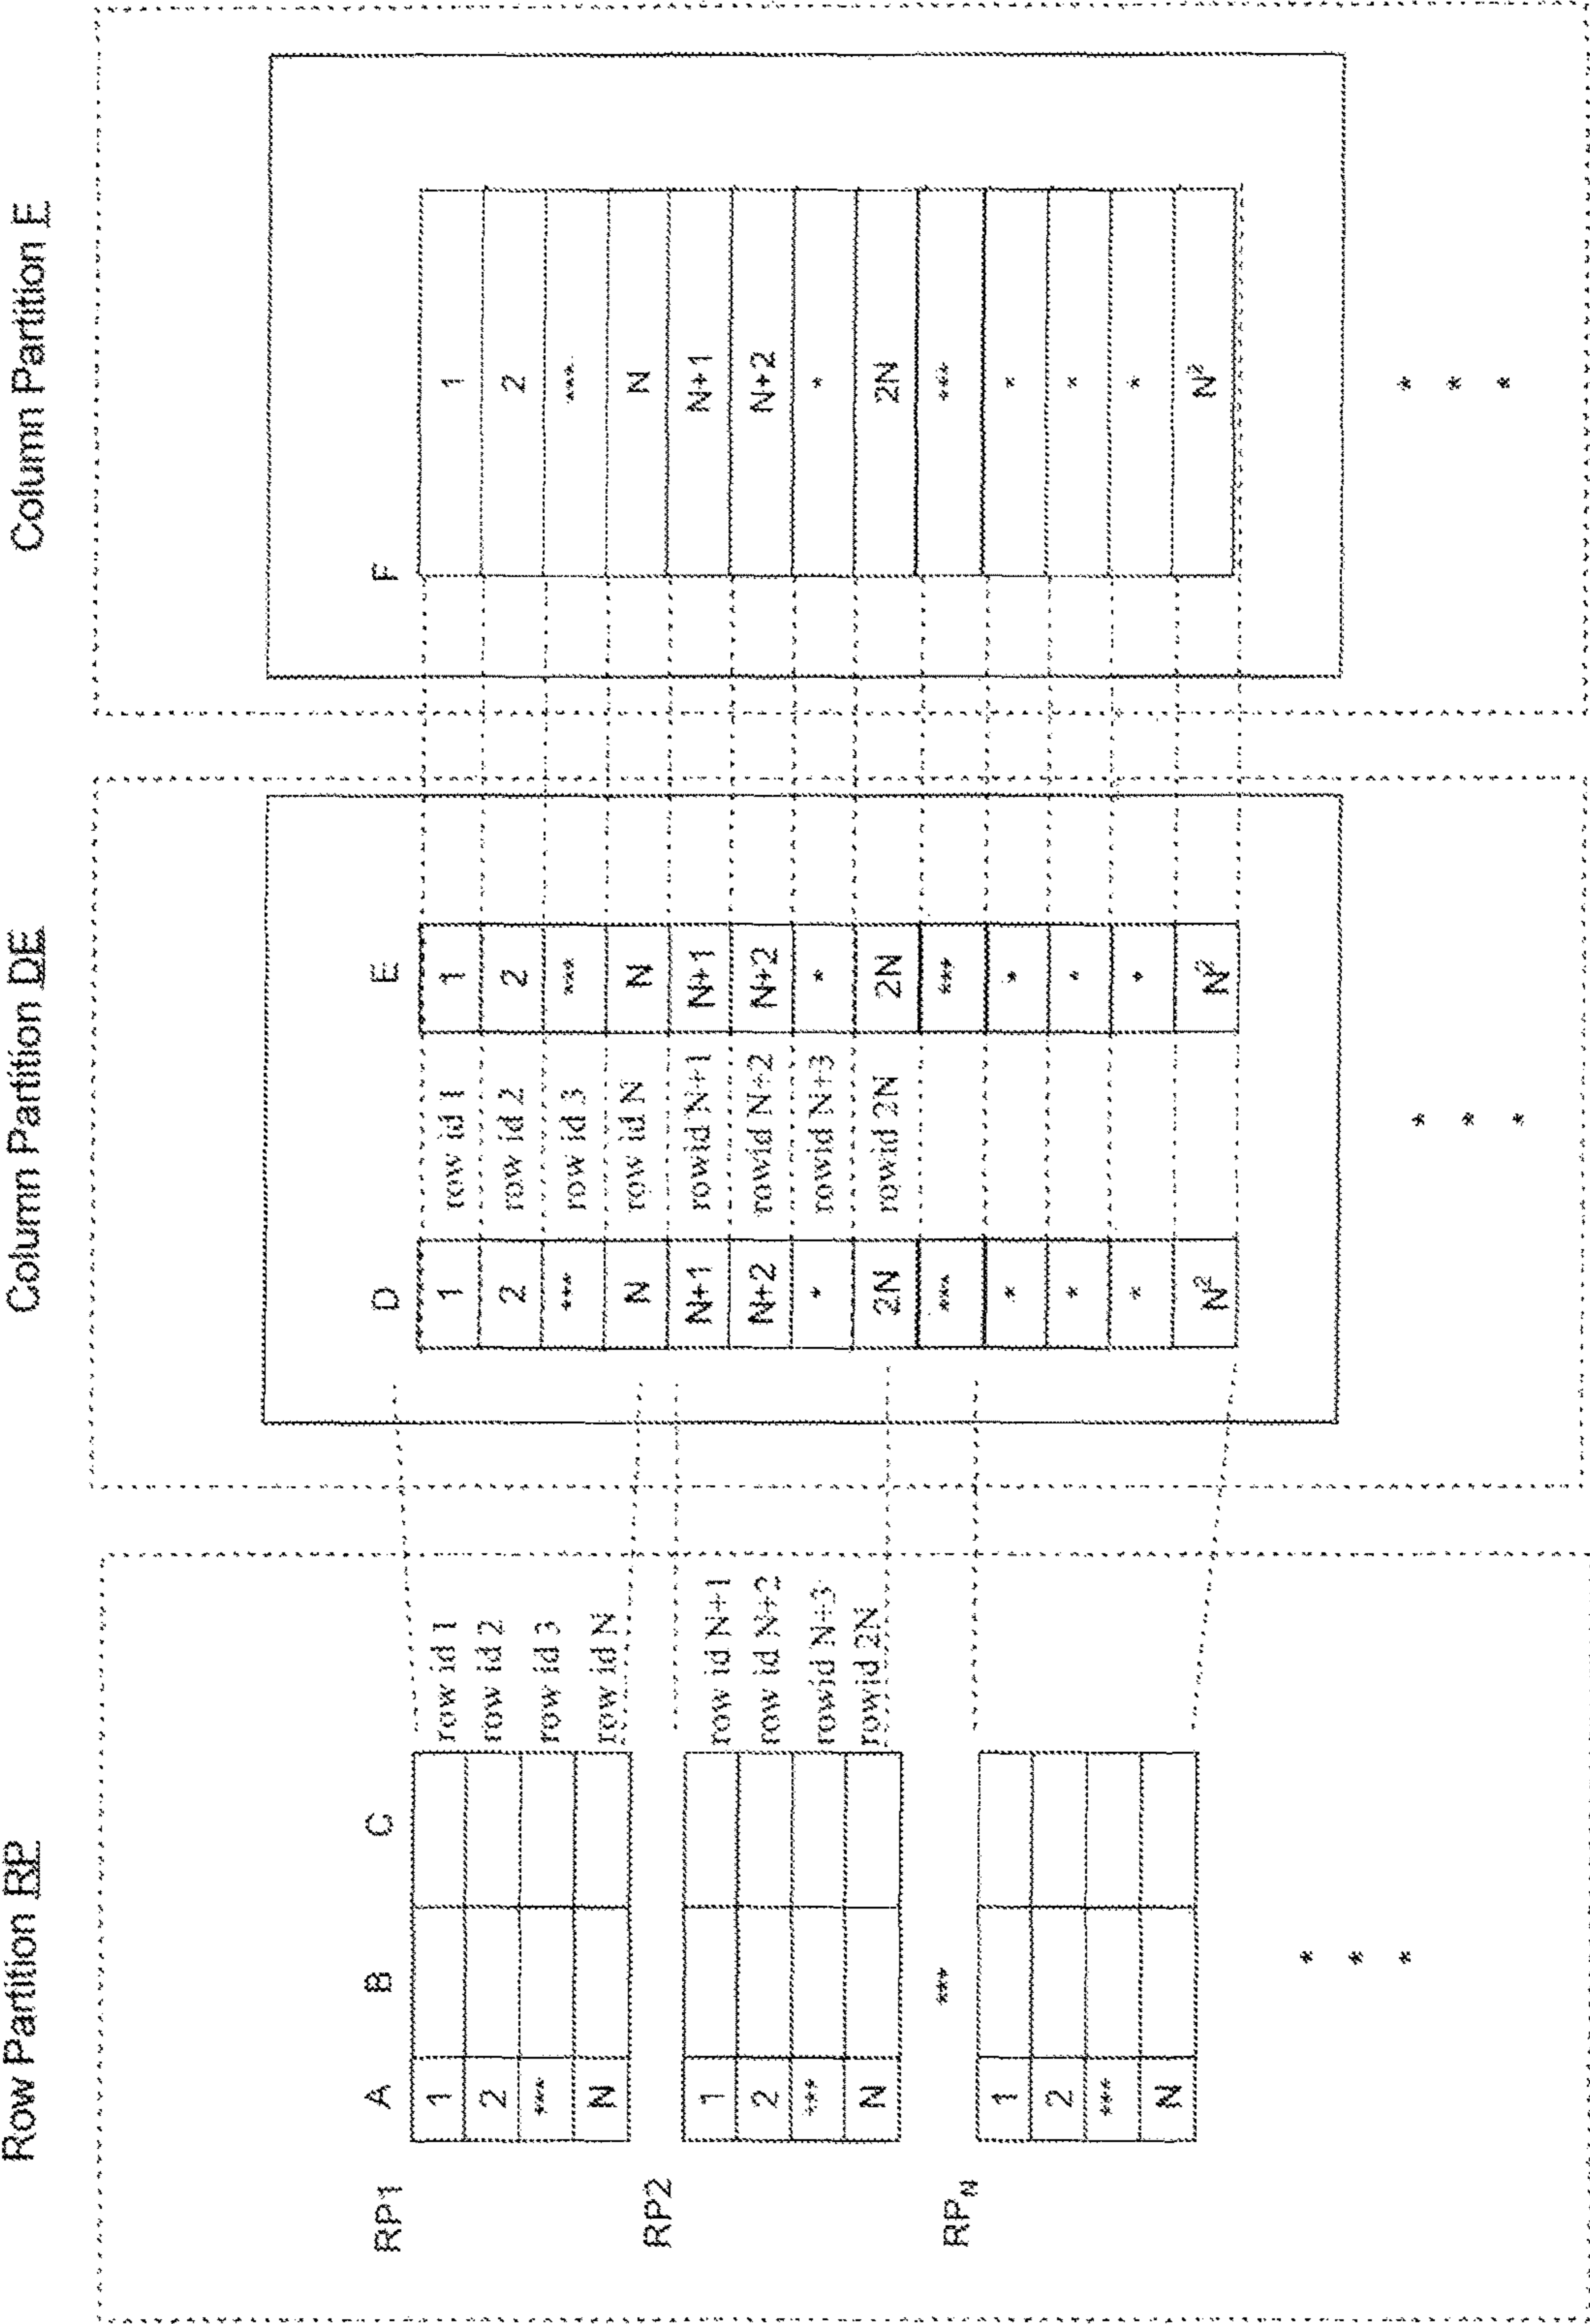 Row Partition RP
A B C
RP1
1 row id 1
2 row id 2
*** row id 3
N row id N
RP2
1 row id N+1
2 row id N+2
*** rowid N+3
N rowid 2N
***
RPN
1
2
***
N
*
*
*
Column Partition DE
D E
1 row id 1 1
2 row id 2 2
*** row id 3 ***
N row id N N
N+1 rowid N+1 N+1
N+2 rowid N+2 N+2
* rowid N+3 *
2N rowid 2N 2N
*** ***
* *
* *
* *
N² N²
*
*
*
Column Partition F
F
1
2
***
N
N+1
N+2
*
2N
***
*
*
*
N²
*
*
*